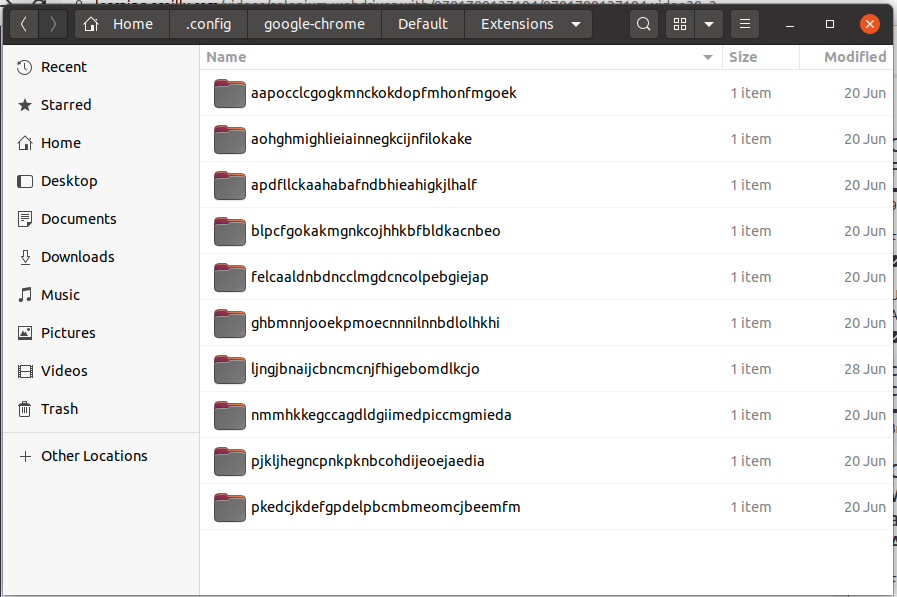 Home .config google-chrome Default Extensions
Recent
Starred
Home
Desktop
Documents
Downloads
Music
Pictures
Videos
Trash
Other Locations
Name Size Modified
aapocclcgogkmnckokdopfmhonfmgoek 1 item 20 Jun
aohghmighlieiainnegkcijnfilokake 1 item 20 Jun
apdfllckaahabafndbhieahigkjlhalf 1 item 20 Jun
blpcfgokakmgnkcojhhkbfbldkacnbeo 1 item 20 Jun
felcaaldnbdncclmgdcncolpebgiejap 1 item 20 Jun
ghbmnnjooekpmoecnnnilnnbdlolhkhi 1 item 20 Jun
ljngjbnaijcbncmcnjfhigebomdlkcjo 1 item 28 Jun
nmmhkkegccagdldgiimedpiccmgmieda 1 item 20 Jun
pjkljhegncpnkpknbcohdijeoejaedia 1 item 20 Jun
pkedcjkdefgpdelpbcmbmeomcjbeemfm 1 item 20 Jun